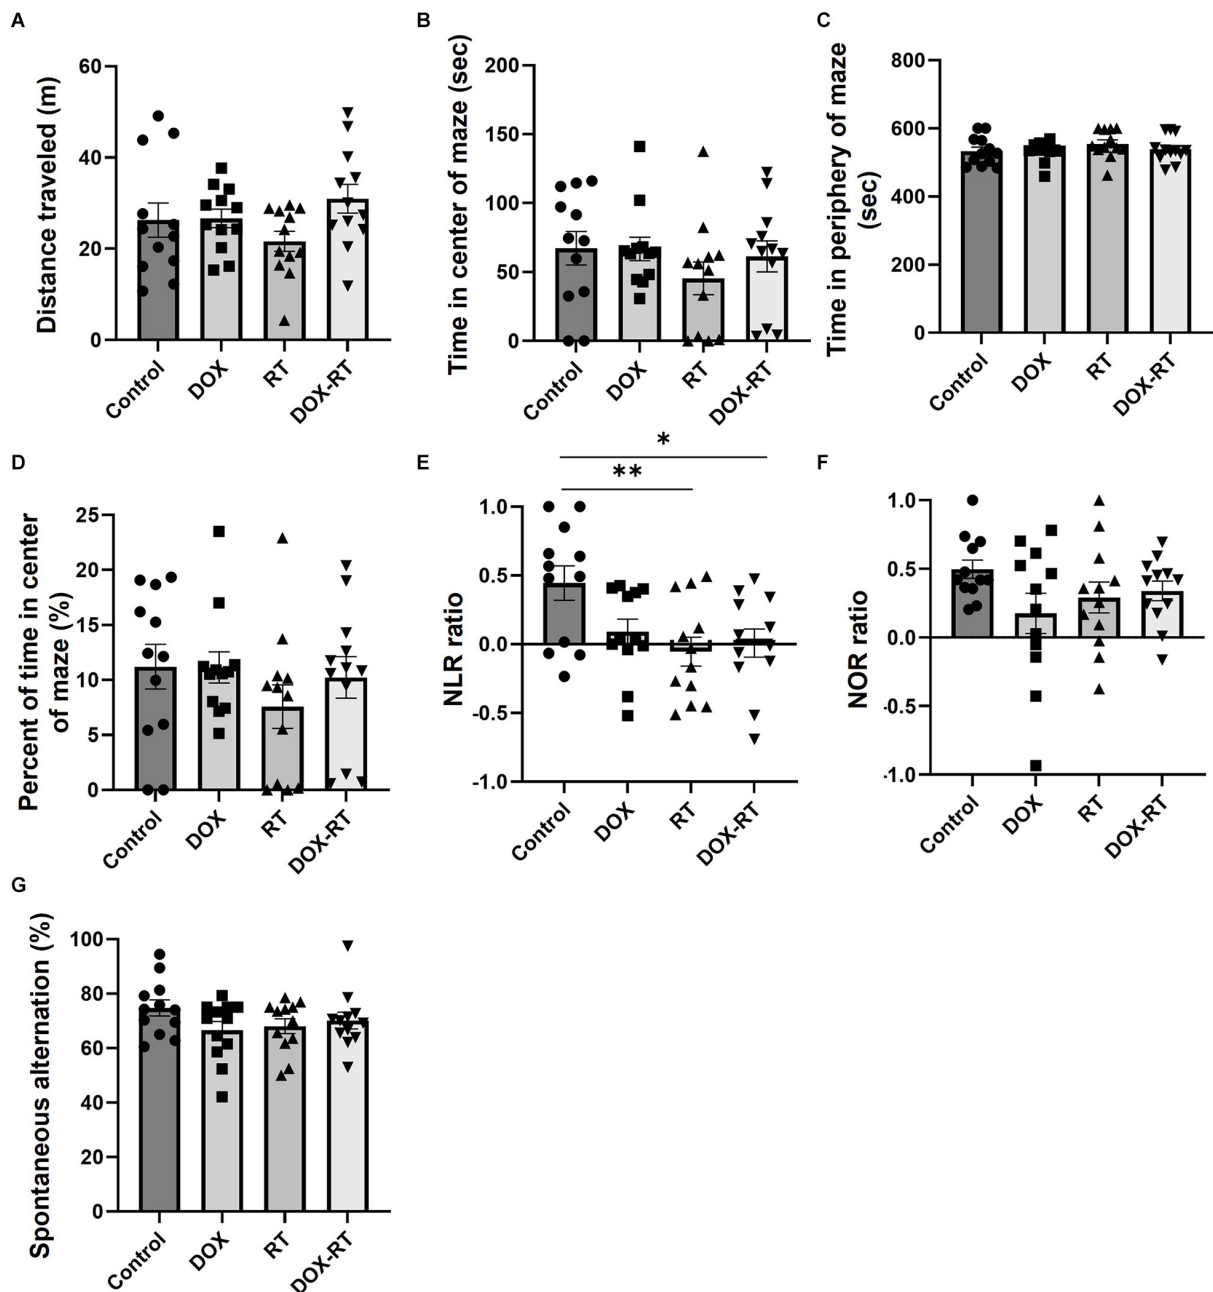 A
Distance traveled (m)
60
40
20
0
Control
DOX
RT
DOX-RT
B
Time in center of maze (sec)
200
150
100
50
0
Control
DOX
RT
DOX-RT
C
Time in periphery of maze
(sec)
800
600
400
200
0
Control
DOX
RT
DOX-RT
D
Percent of time in center
of maze (%)
25
20
15
10
5
0
Control
DOX
RT
DOX-RT
E
*
**
NLR ratio
1.0
0.5
0.0
-0.5
-1.0
Control
DOX
RT
DOX-RT
F
NOR ratio
1.0
0.5
0.0
-0.5
-1.0
Control
DOX
RT
DOX-RT
G
Spontaneous alternation (%)
100
80
60
40
20
0
Control
DOX
RT
DOX-RT